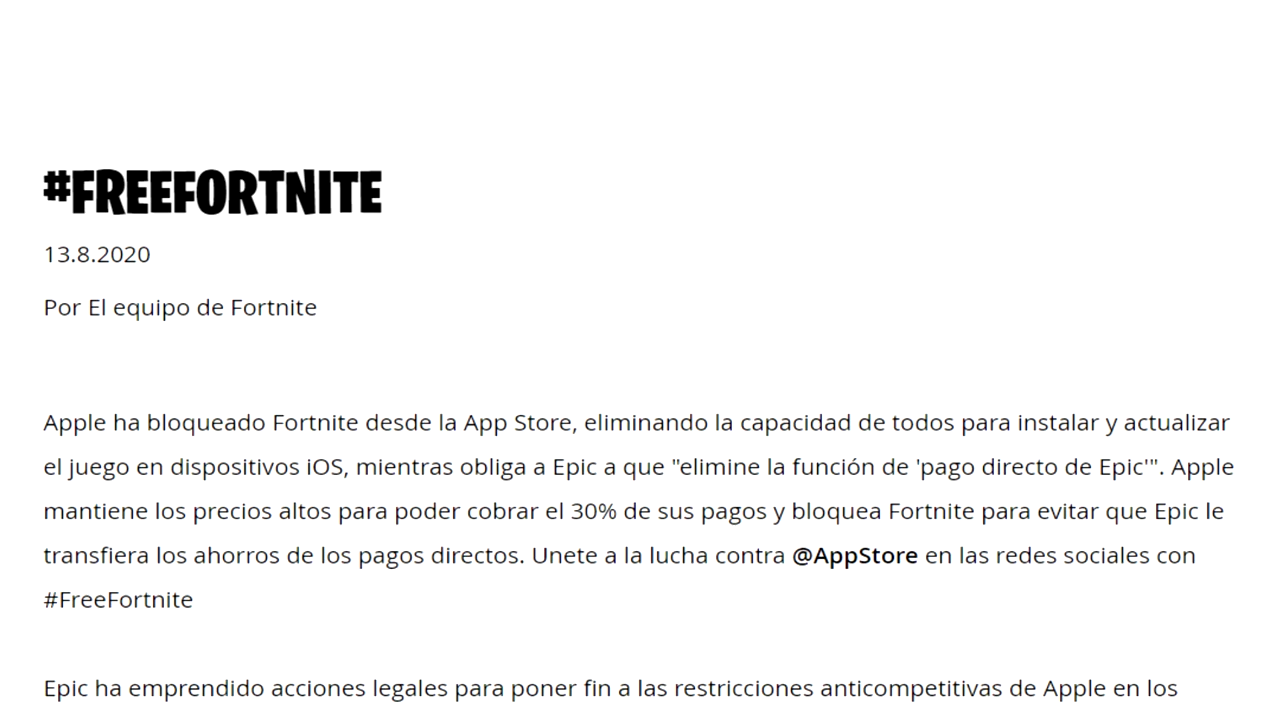 #FREEFORTNITE
13.8.2020
Por El equipo de Fortnite
Apple ha bloqueado Fortnite desde la App Store, eliminando la capacidad de todos para instalar y actualizar
el juego en dispositivos iOS, mientras obliga a Epic a que "elimine la función de 'pago directo de Epic'". Apple
mantiene los precios altos para poder cobrar el 30% de sus pagos y bloquea Fortnite para evitar que Epic le
transfiera los ahorros de los pagos directos. Unete a la lucha contra @AppStore en las redes sociales con
#FreeFortnite
Epic ha emprendido acciones legales para poner fin a las restricciones anticompetitivas de Apple en los